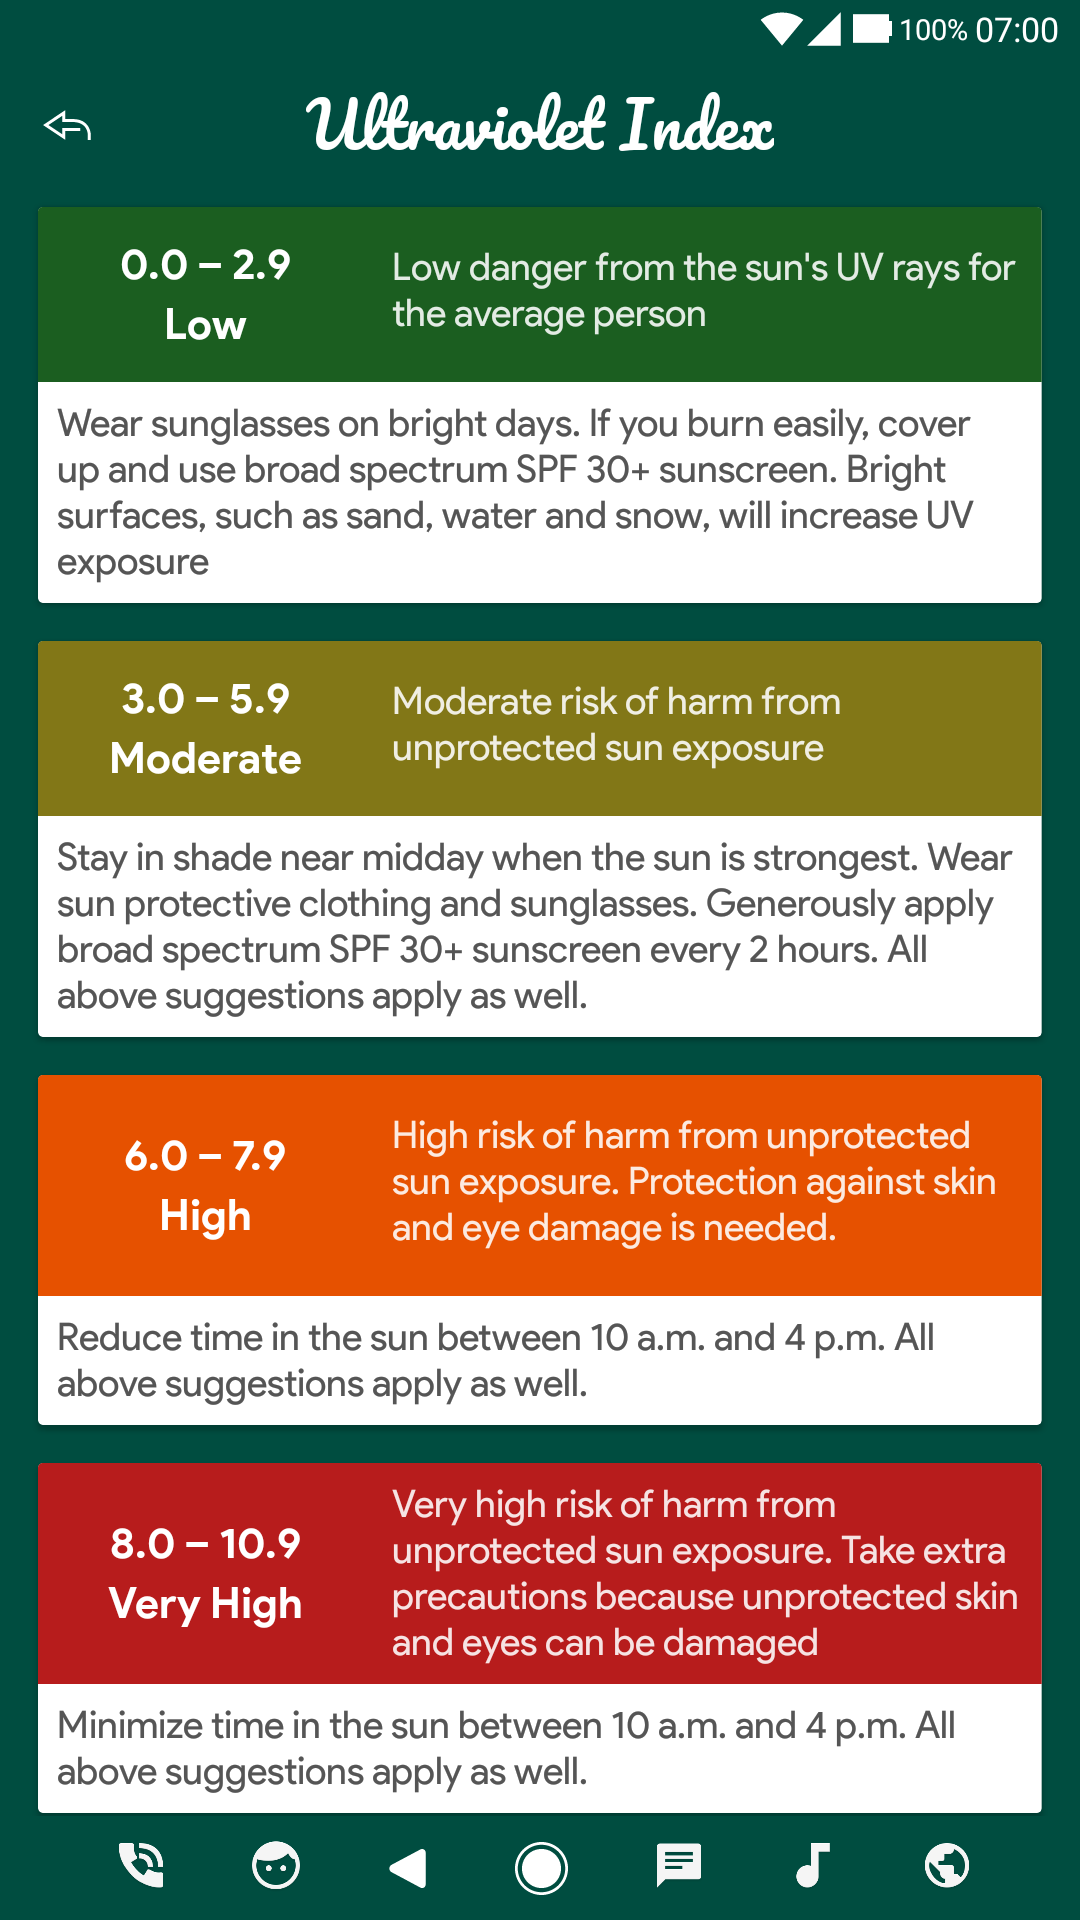 100% 07:00
Ultraviolet Index
0.0 – 2.9
Low
Low danger from the sun's UV rays for
the average person
Wear sunglasses on bright days. If you burn easily, cover
up and use broad spectrum SPF 30+ sunscreen. Bright
surfaces, such as sand, water and snow, will increase UV
exposure
3.0 – 5.9
Moderate
Moderate risk of harm from
unprotected sun exposure
Stay in shade near midday when the sun is strongest. Wear
sun protective clothing and sunglasses. Generously apply
broad spectrum SPF 30+ sunscreen every 2 hours. All
above suggestions apply as well.
6.0 – 7.9
High
High risk of harm from unprotected
sun exposure. Protection against skin
and eye damage is needed.
Reduce time in the sun between 10 a.m. and 4 p.m. All
above suggestions apply as well.
8.0 – 10.9
Very High
Very high risk of harm from
unprotected sun exposure. Take extra
precautions because unprotected skin
and eyes can be damaged
Minimize time in the sun between 10 a.m. and 4 p.m. All
above suggestions apply as well.